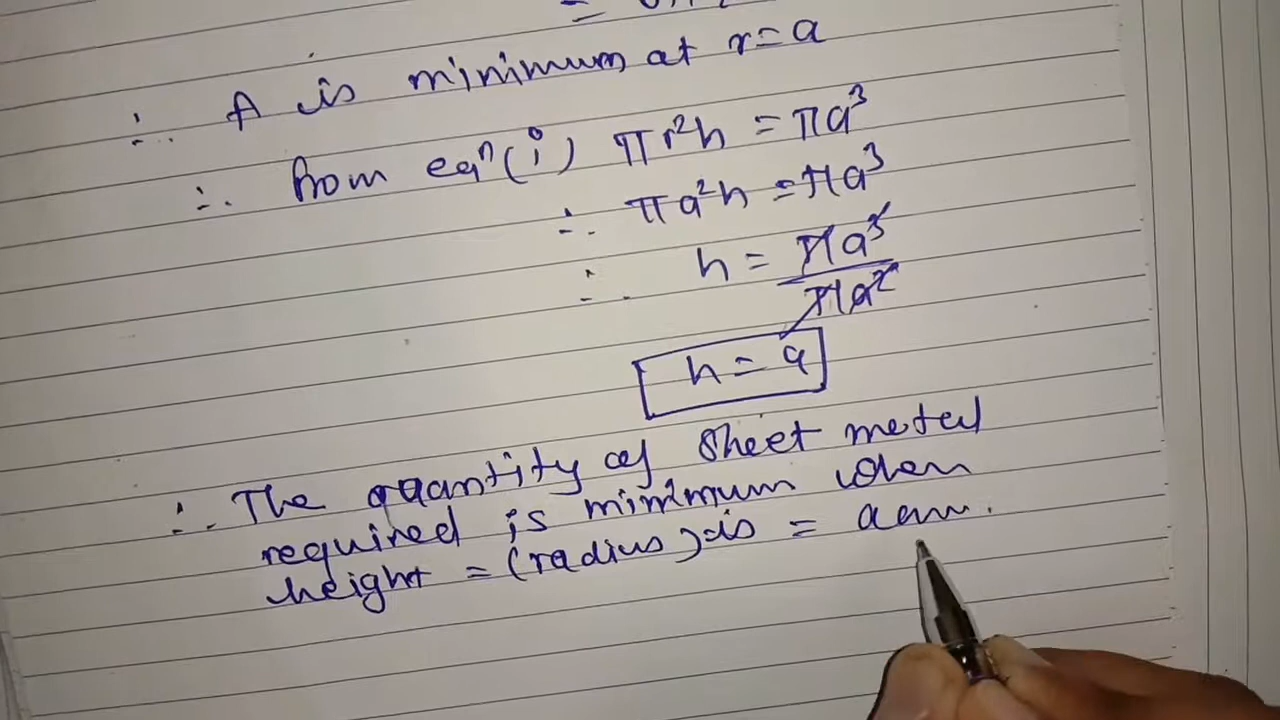 ∴ A is minimum at r=a
∴ from eqⁿ(i) πr²h = πa³
∴ πa²h = πa³
∴ h = πa³/πa²
h = a
∴ The quantity of sheet metal
required is minimum when
height = (radius) is = a cm.